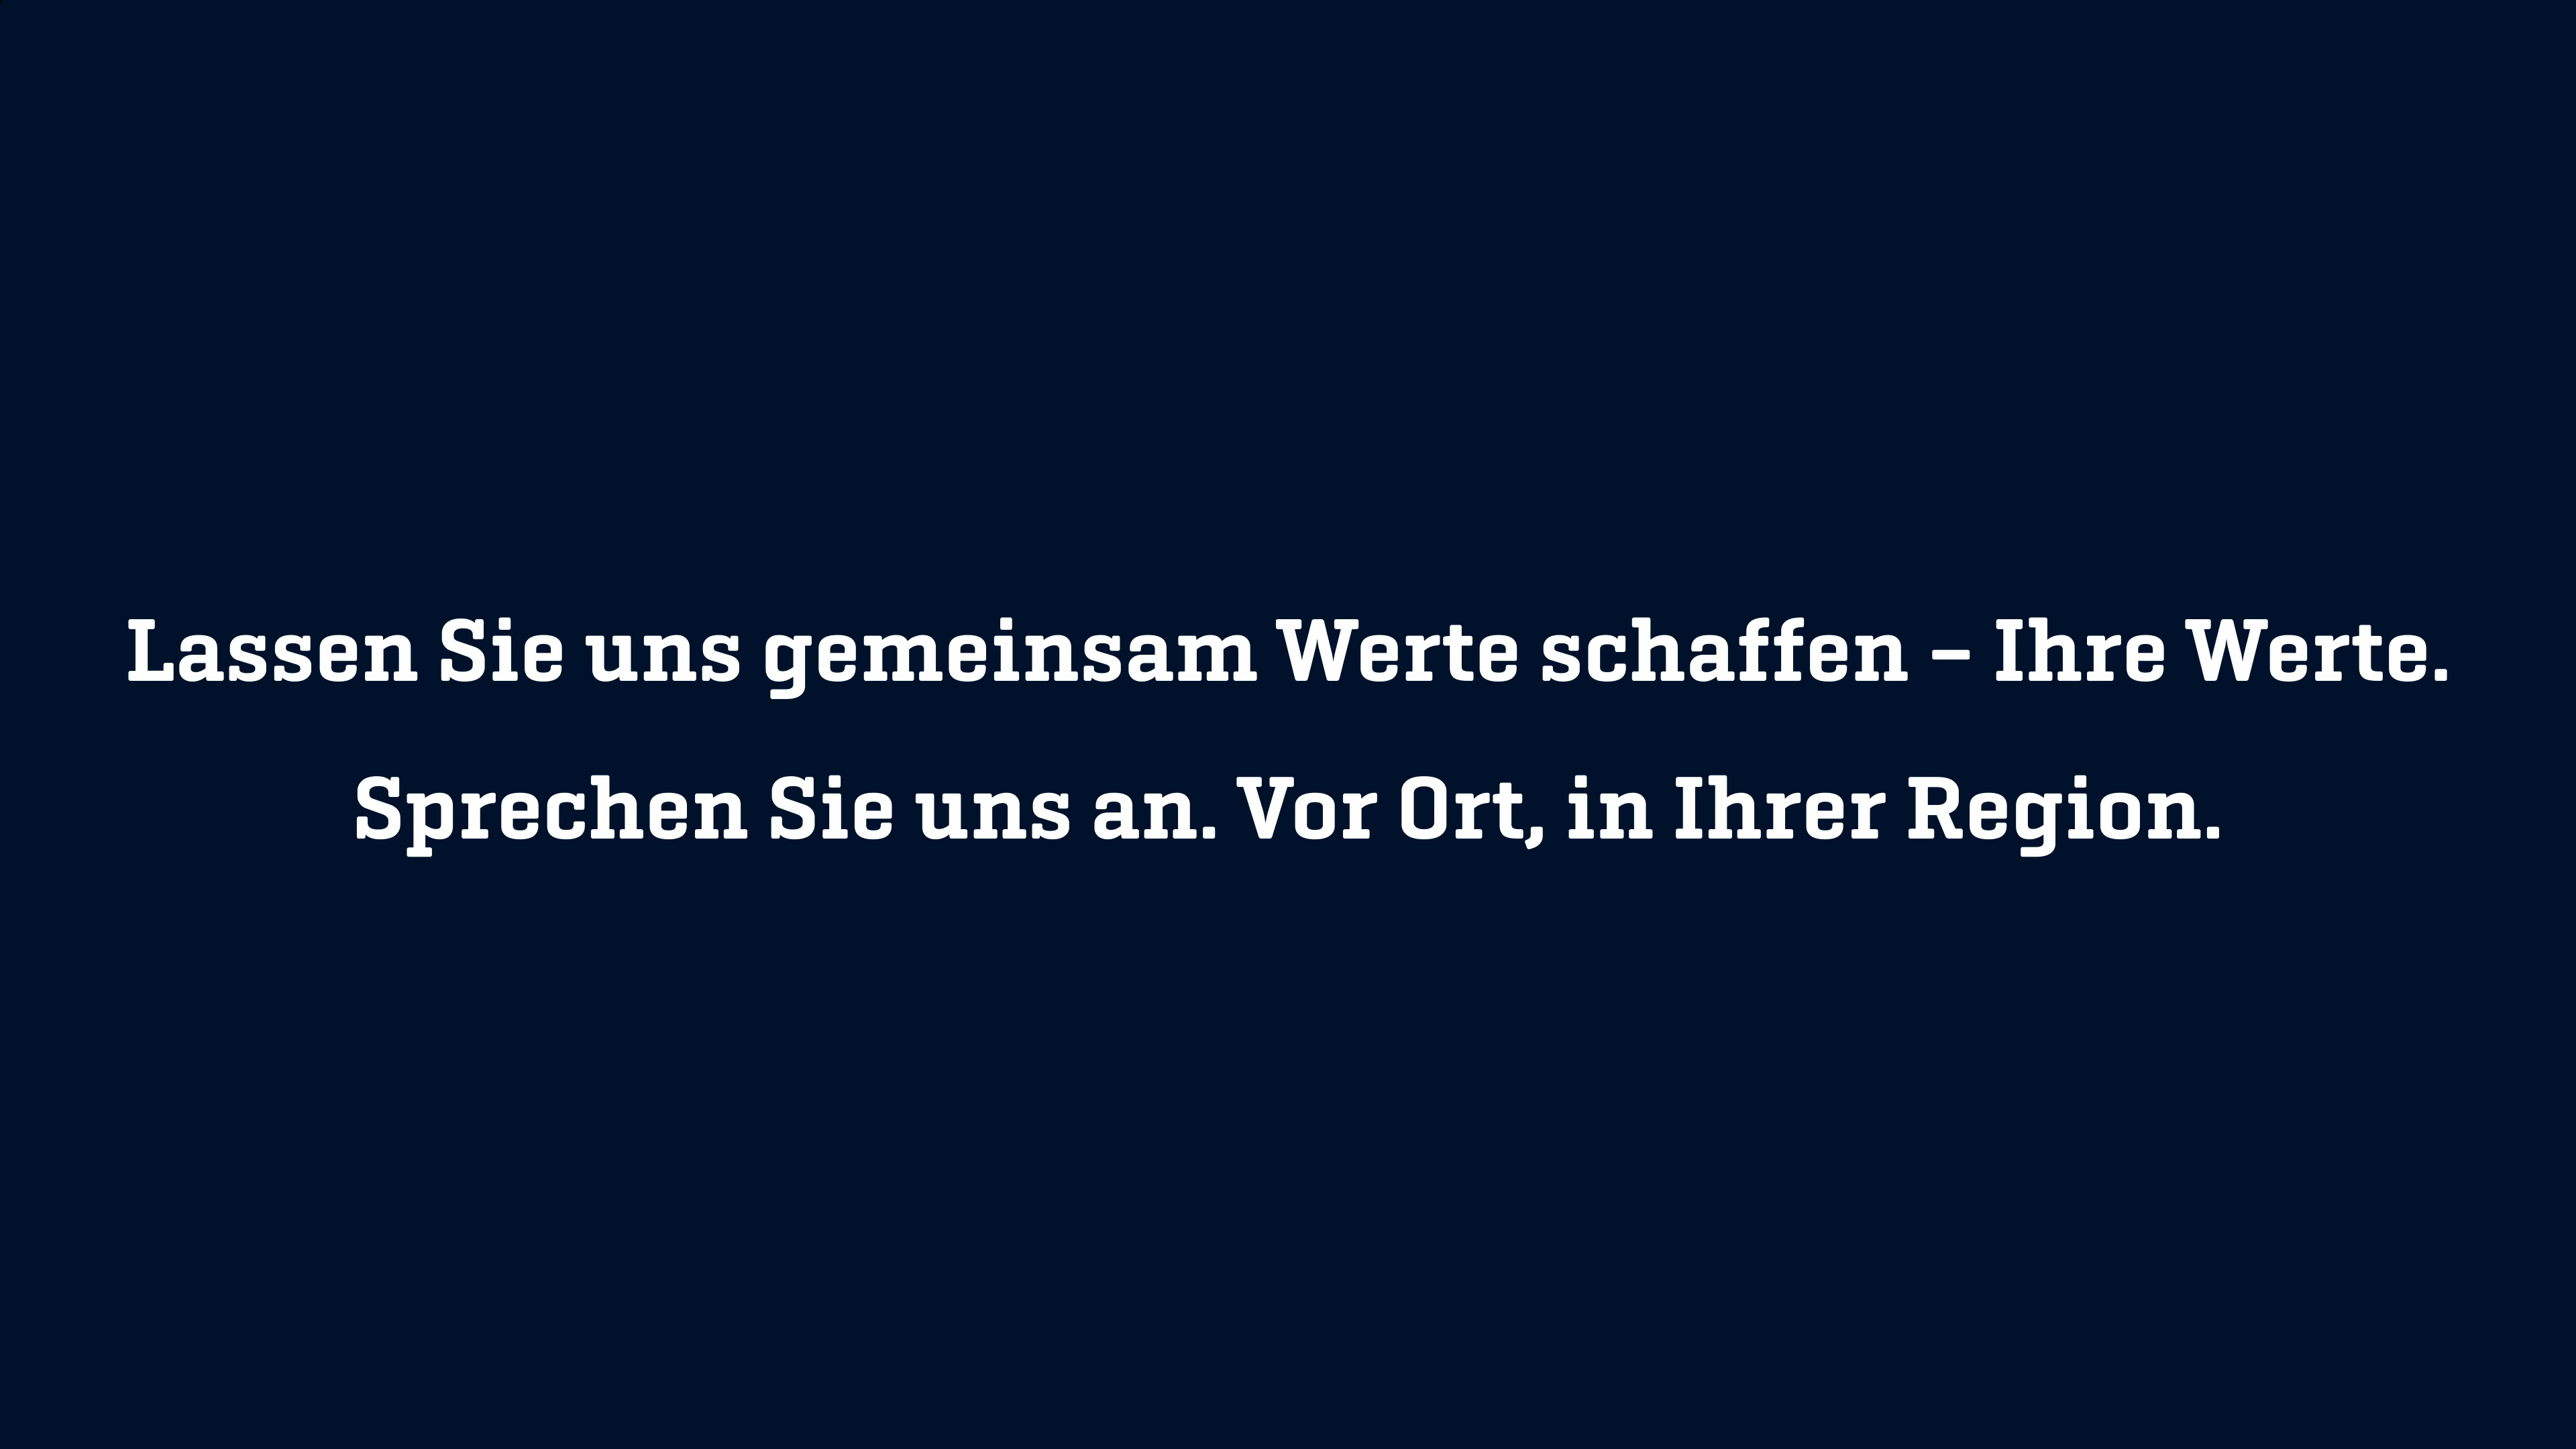 Lassen Sie uns gemeinsam Werte schaffen – Ihre Werte.
Sprechen Sie uns an. Vor Ort, in Ihrer Region.